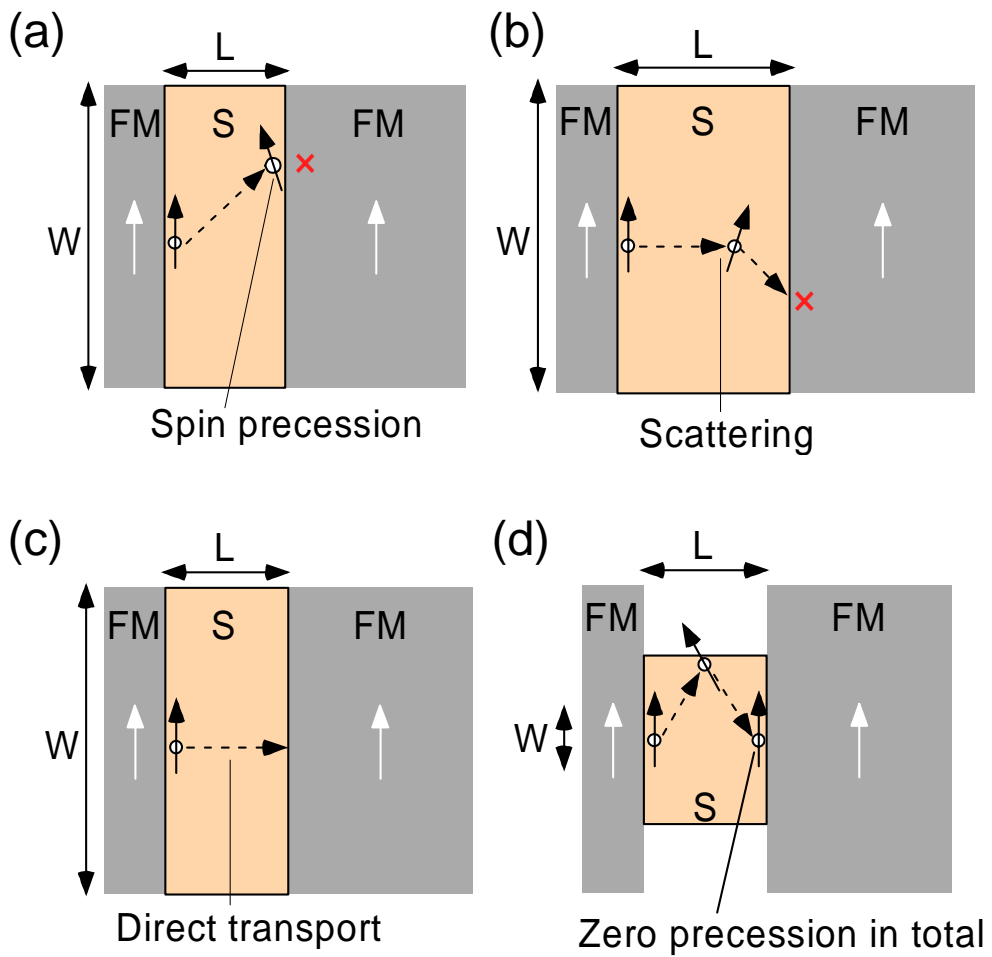 (a)
L
FM S FM
W
Spin precession
(b)
L
FM S FM
W
Scattering
(c)
L
FM S FM
W
Direct transport
(d)
L
FM FM
W
S
Zero precession in total